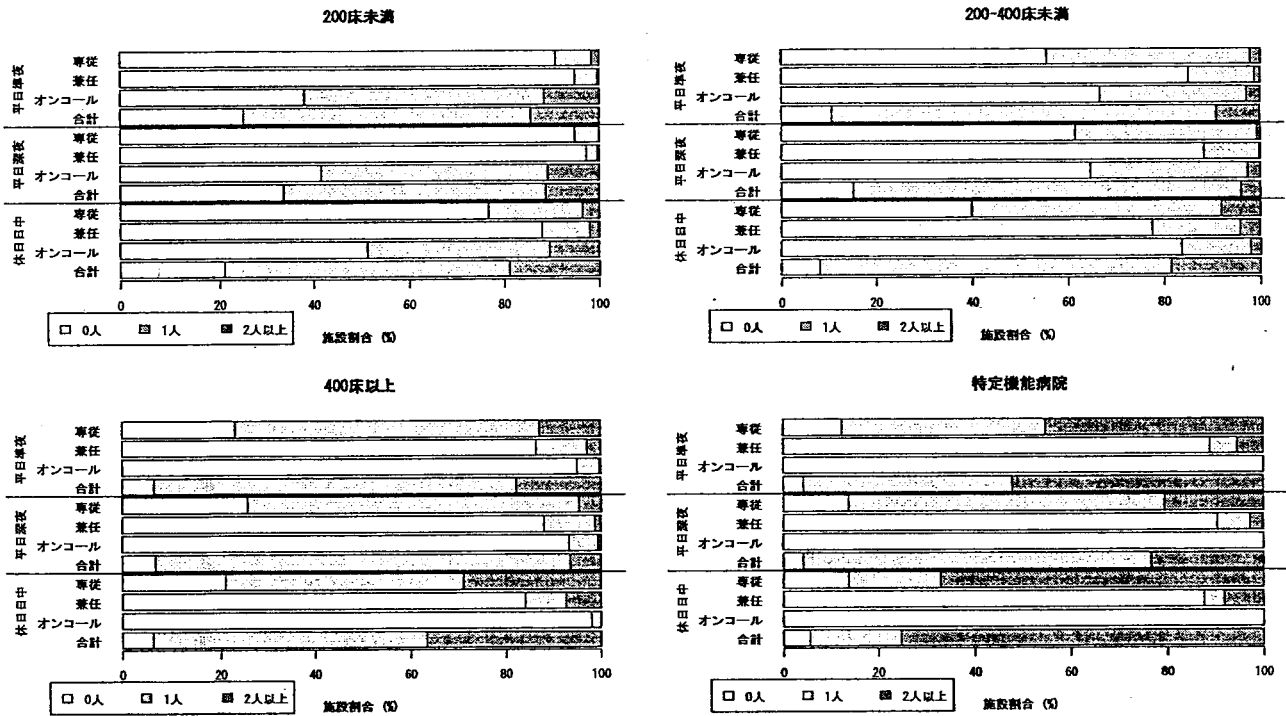 200床未満
平日準夜
専従
兼任
オンコール
合計
平日深夜
専従
兼任
オンコール
合計
休日日中
専従
兼任
オンコール
合計
0 20 40 60 80 100
□ 0人 ▨ 1人 ▩ 2人以上
施設割合 (%)
200-400床未満
平日準夜
専従
兼任
オンコール
合計
平日深夜
専従
兼任
オンコール
合計
休日日中
専従
兼任
オンコール
合計
0 20 40 60 80 100
□ 0人 ▨ 1人 ▩ 2人以上
施設割合 (%)
400床以上
平日準夜
専従
兼任
オンコール
合計
平日深夜
専従
兼任
オンコール
合計
休日日中
専従
兼任
オンコール
合計
0 20 40 60 80 100
□ 0人 □ 1人 ▩ 2人以上
施設割合 (%)
特定機能病院
平日準夜
専従
兼任
オンコール
合計
平日深夜
専従
兼任
オンコール
合計
休日日中
専従
兼任
オンコール
合計
0 20 40 60 80 100
□ 0人 □ 1人 ▩ 2人以上
施設割合 (%)